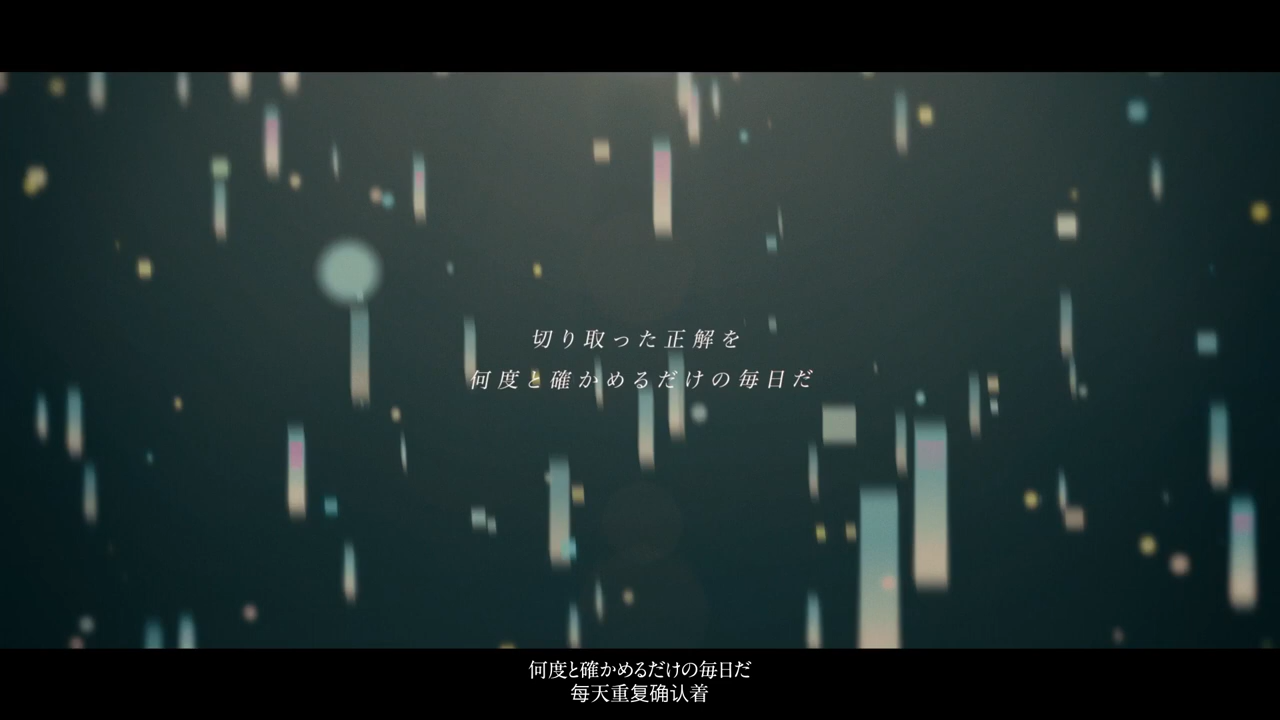 切り取った正解を
何度と確かめるだけの毎日だ
何度と確かめるだけの毎日だ
每天重复确认着